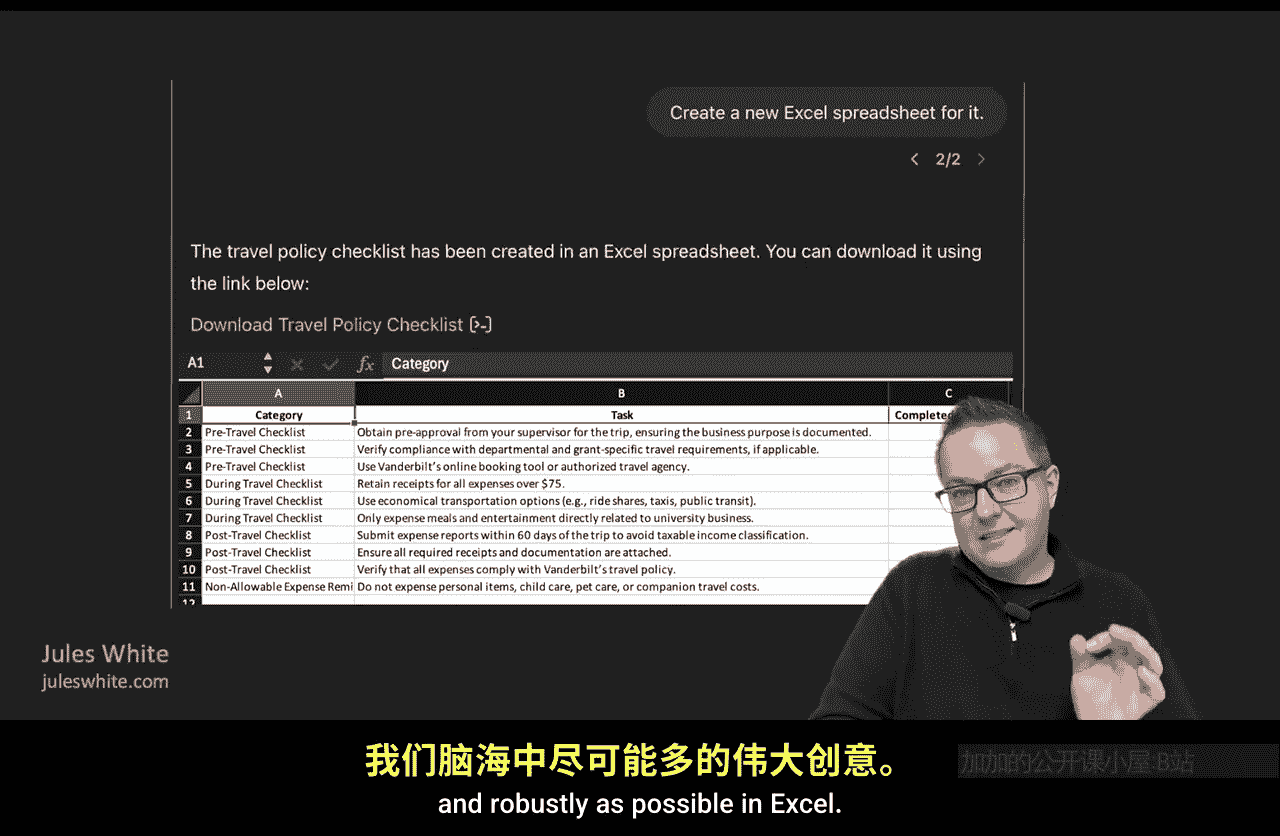 Create a new Excel spreadsheet for it.
2/2
The travel policy checklist has been created in an Excel spreadsheet. You can download it using
the link below:
Download Travel Policy Checklist [>-]
A1 fx Category
A B C
1 Category Task Complete
2 Pre-Travel Checklist Obtain pre-approval from your supervisor for the trip, ensuring the business purpose is documented.
3 Pre-Travel Checklist Verify compliance with departmental and grant-specific travel requirements, if applicable.
4 Pre-Travel Checklist Use Vanderbilt's online booking tool or authorized travel agency.
5 During Travel Checklist Retain receipts for all expenses over $75.
6 During Travel Checklist Use economical transportation options (e.g., ride shares, taxis, public transit).
7 During Travel Checklist Only expense meals and entertainment directly related to university business.
8 Post-Travel Checklist Submit expense reports within 60 days of the trip to avoid taxable income classification.
9 Post-Travel Checklist Ensure all required receipts and documentation are attached.
10 Post-Travel Checklist Verify that all expenses comply with Vanderbilt's travel policy.
11 Non-Allowable Expense Remi Do not expense personal items, child care, pet care, or companion travel costs.
12
Jules White
juleswhite.com
我们脑海中尽可能多的伟大创意。
加加的公开课小屋 B站
and robustly as possible in Excel.